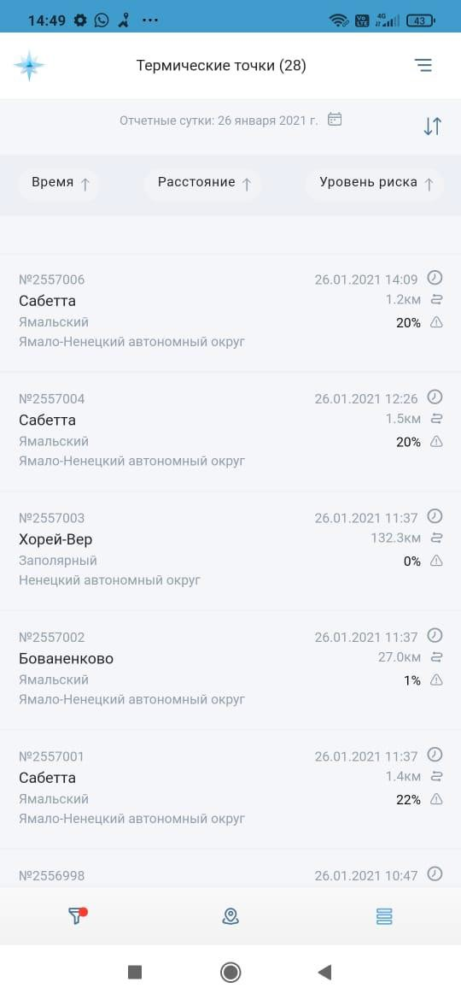 14:49
4G
Vo LTE
43
Термические точки (28)
Отчетные сутки: 26 января 2021 г.
Время ↑ Расстояние ↑ Уровень риска ↑
№2557006 26.01.2021 14:09
Сабетта 1.2км
Ямальский 20%
Ямало-Ненецкий автономный округ
№2557004 26.01.2021 12:26
Сабетта 1.5км
Ямальский 20%
Ямало-Ненецкий автономный округ
№2557003 26.01.2021 11:37
Хорей-Вер 132.3км
Заполярный 0%
Ненецкий автономный округ
№2557002 26.01.2021 11:37
Бованенково 27.0км
Ямальский 1%
Ямало-Ненецкий автономный округ
№2557001 26.01.2021 11:37
Сабетта 1.4км
Ямальский 22%
Ямало-Ненецкий автономный округ
№2556998 26.01.2021 10:47